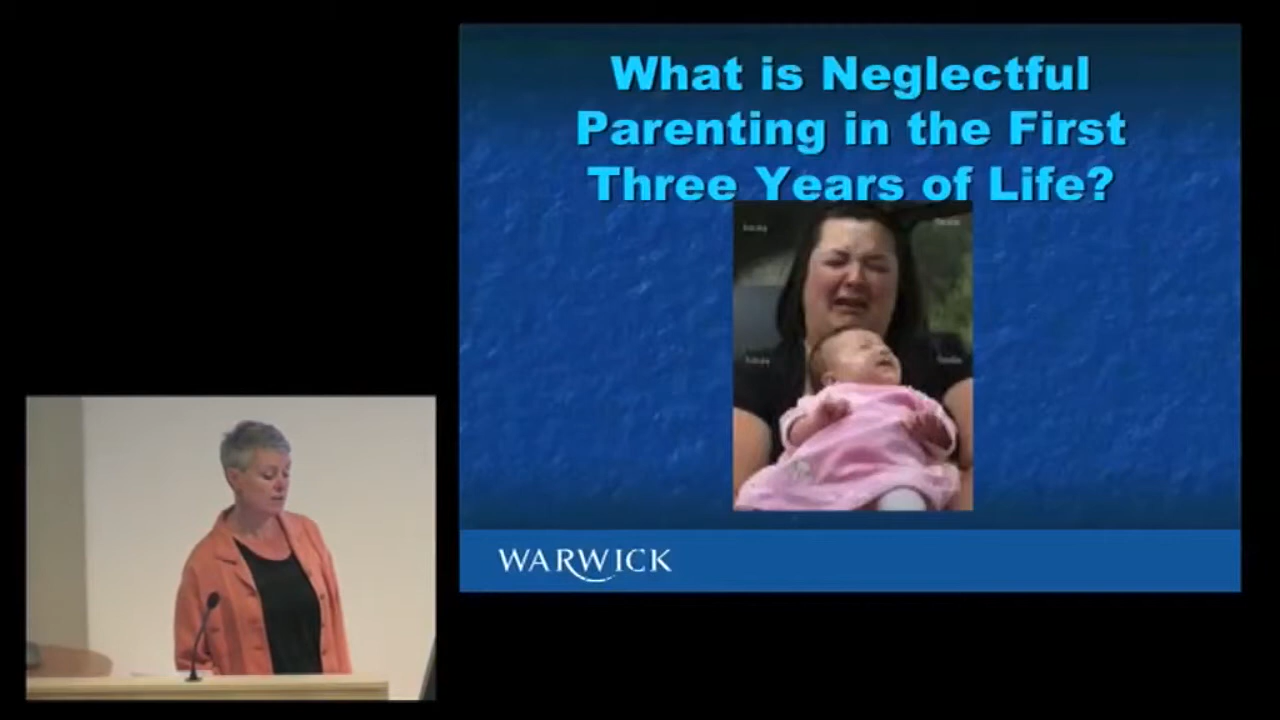 What is Neglectful
Parenting in the First
Three Years of Life?
WARWICK